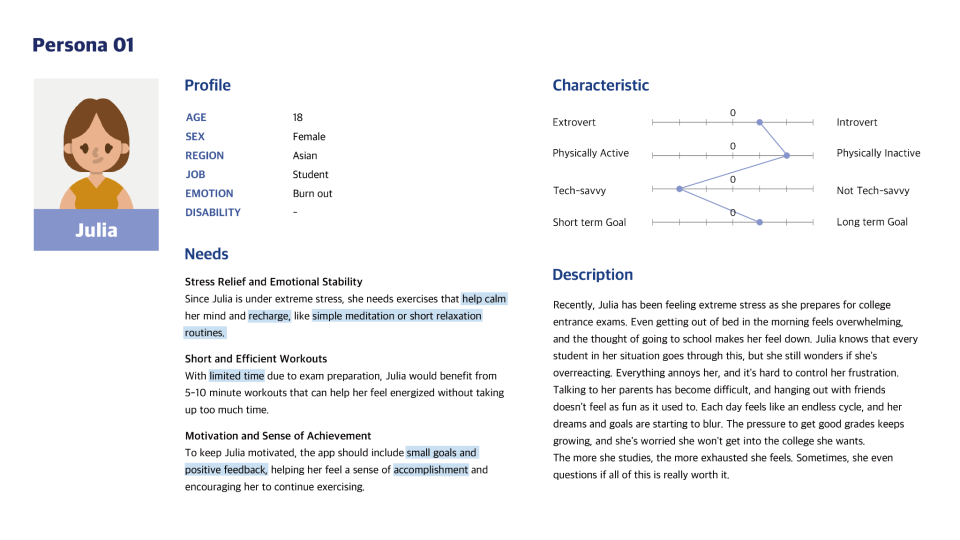 Persona 01
Julia
Profile
AGE 18
SEX Female
REGION Asian
JOB Student
EMOTION Burn out
DISABILITY -
Needs
Stress Relief and Emotional Stability
Since Julia is under extreme stress, she needs exercises that help calm
her mind and recharge, like simple meditation or short relaxation
routines.
Short and Efficient Workouts
With limited time due to exam preparation, Julia would benefit from
5-10 minute workouts that can help her feel energized without taking
up too much time.
Motivation and Sense of Achievement
To keep Julia motivated, the app should include small goals and
positive feedback, helping her feel a sense of accomplishment and
encouraging her to continue exercising.
Characteristic
Extrovert 0 Introvert
Physically Active 0 Physically Inactive
Tech-savvy 0 Not Tech-savvy
Short term Goal 0 Long term Goal
Description
Recently, Julia has been feeling extreme stress as she prepares for college
entrance exams. Even getting out of bed in the morning feels overwhelming,
and the thought of going to school makes her feel down. Julia knows that every
student in her situation goes through this, but she still wonders if she's
overreacting. Everything annoys her, and it's hard to control her frustration.
Talking to her parents has become difficult, and hanging out with friends
doesn't feel as fun as it used to. Each day feels like an endless cycle, and her
dreams and goals are starting to blur. The pressure to get good grades keeps
growing, and she's worried she won't get into the college she wants.
The more she studies, the more exhausted she feels. Sometimes, she even
questions if all of this is really worth it.